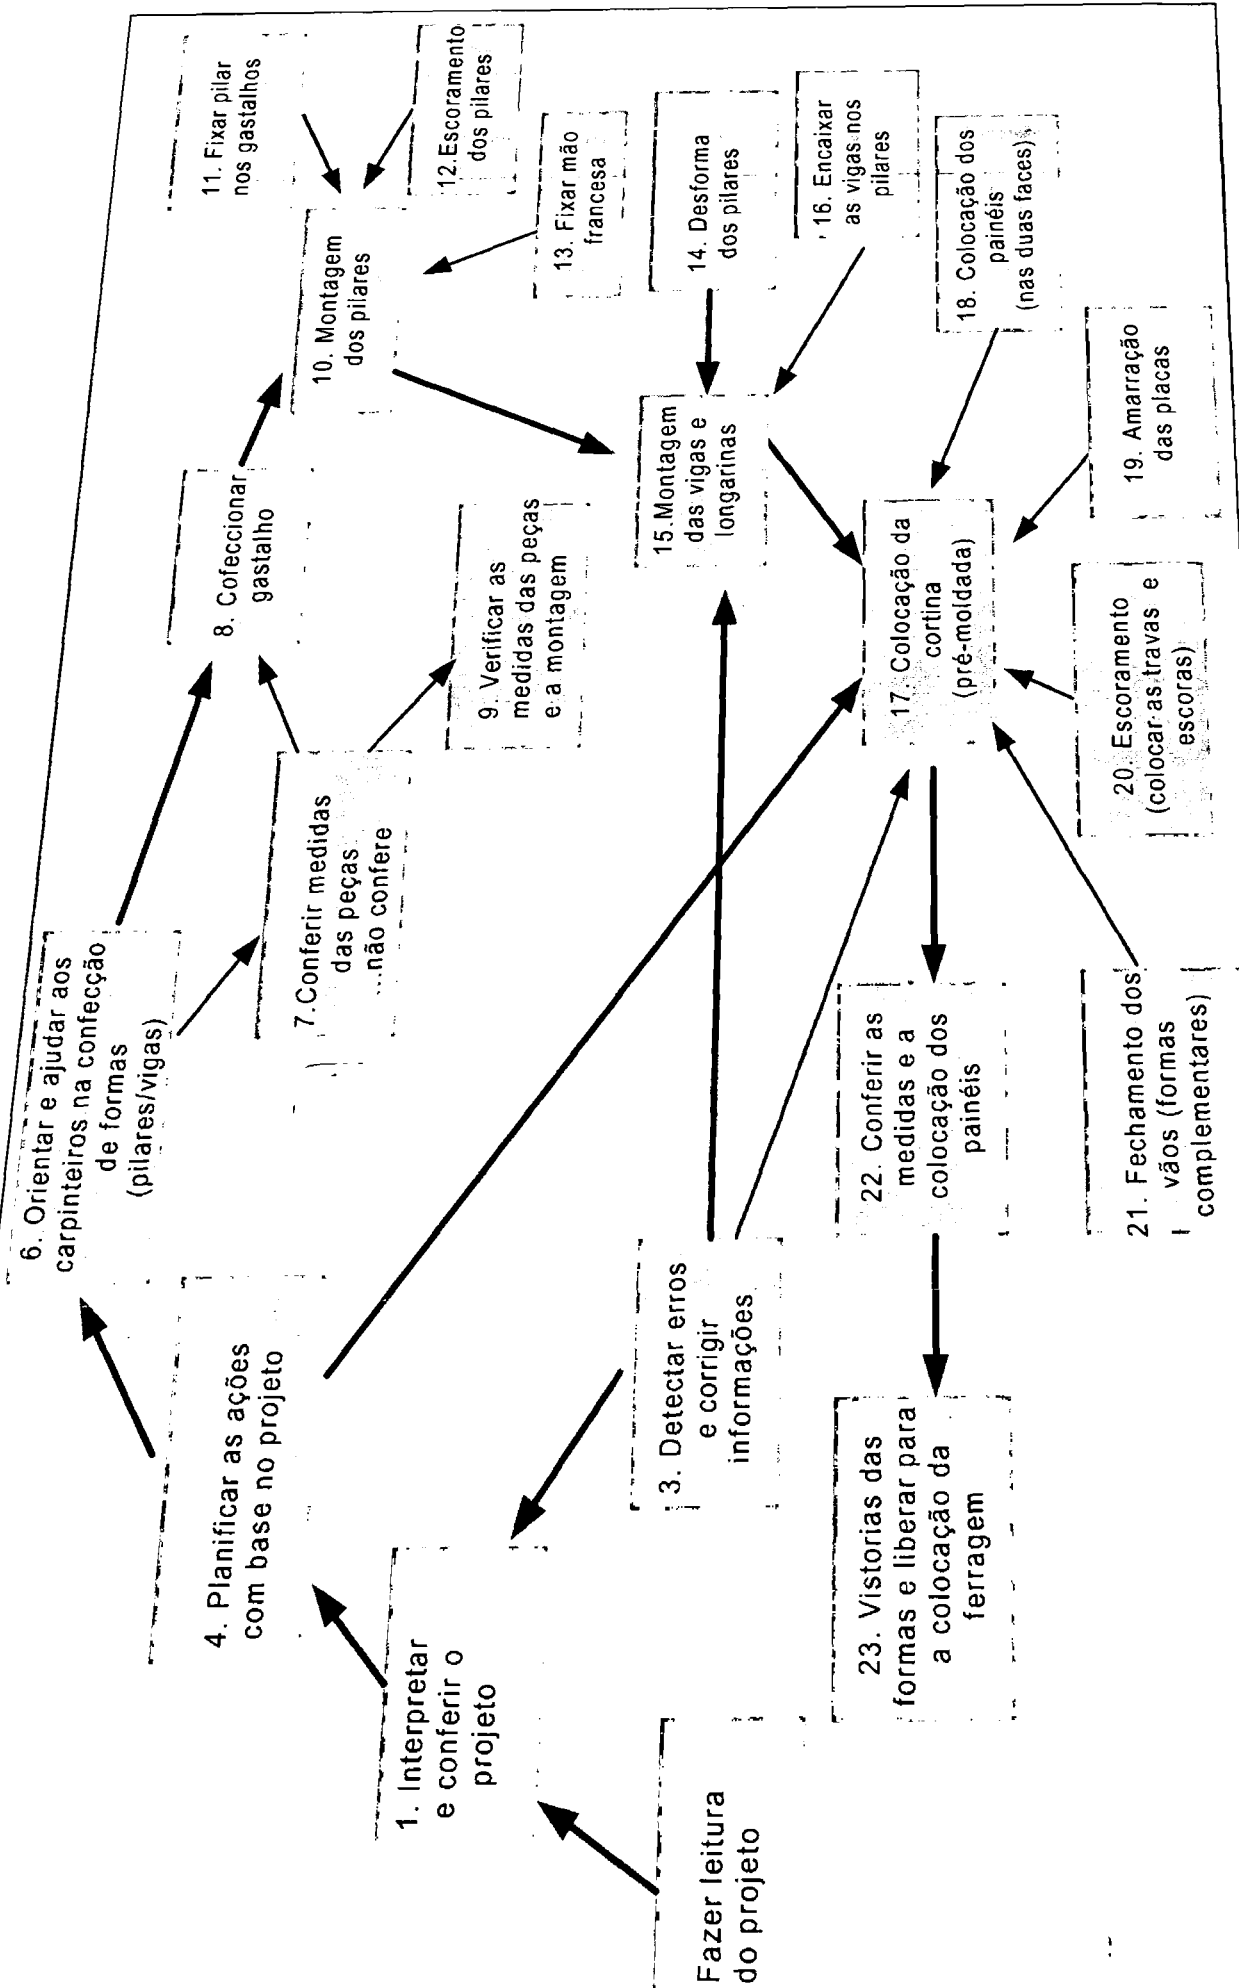 Fazer leitura
do projeto
1. Interpretar
e conferir o
projeto
3. Detectar erros
e corrigir
informações
4. Planificar as ações
com base no projeto
6. Orientar e ajudar aos
carpinteiros na confecção
de formas
(pilares/vigas)
7.Conferir medidas
das peças
...não confere
8. Cofeccionar
gastalho
9. Verificar as
medidas das peças
e a montagem
10. Montagem
dos pilares
11. Fixar pilar
nos gastalhos
12.Escoramento
dos pilares
13. Fixar mão
francesa
14. Desforma
dos pilares
15.Montagem
das vigas e
longarinas
16. Encaixar
as vigas nos
pilares
17. Colocação da
cortina
(pré-moldada)
18. Colocação dos
painéis
(nas duas faces)
19. Amarração
das placas
20. Escoramento
(colocar as travas e
escoras)
21. Fechamento dos
vãos (formas
complementares)
22. Conferir as
medidas e a
colocação dos
painéis
23. Vistorias das
formas e liberar para
a colocação da
ferragem